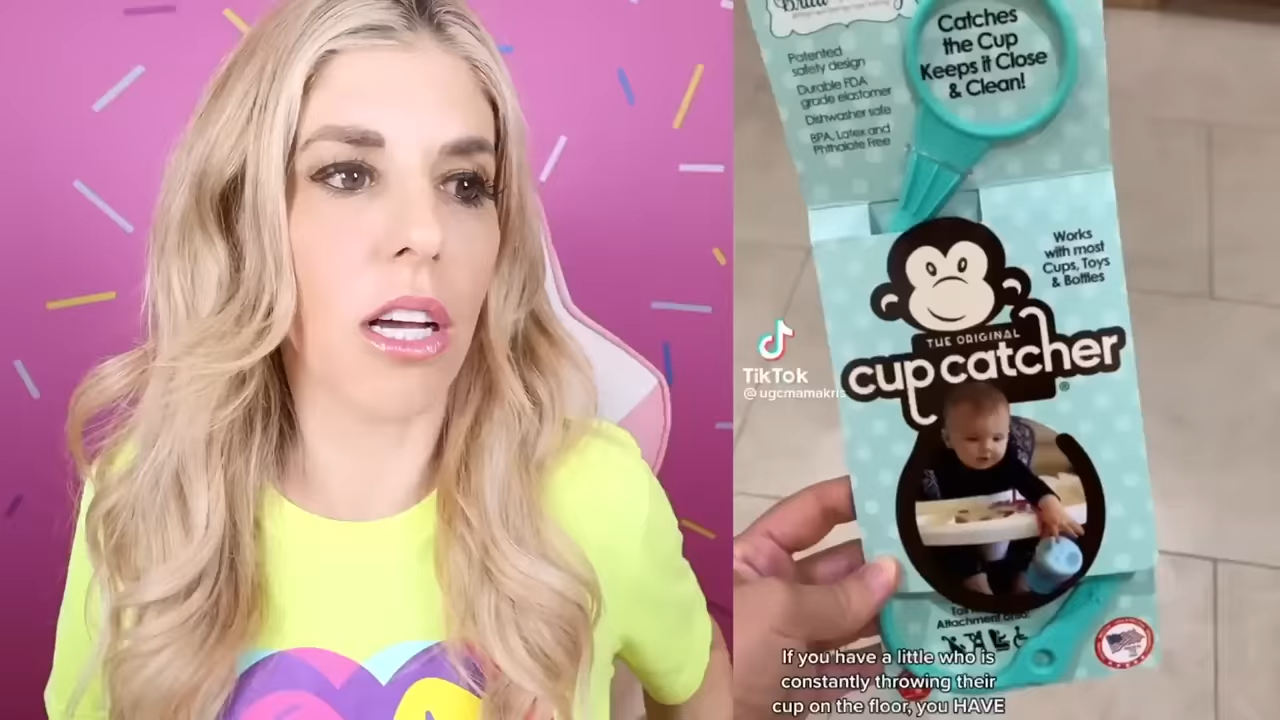 Catches
the Cup
Keeps it Close
& Clean!
Patented
safety design
Durable FDA
grade elastomer
Dishwasher safe
BPA, Latex and
Phthalate Free
Works
with most
Cups, Toys
& Bottles
THE ORIGINAL
cup catcher®
TikTok
@ugcmamakris
Attachment
If you have a little who is
constantly throwing their
cup on the floor, you HAVE